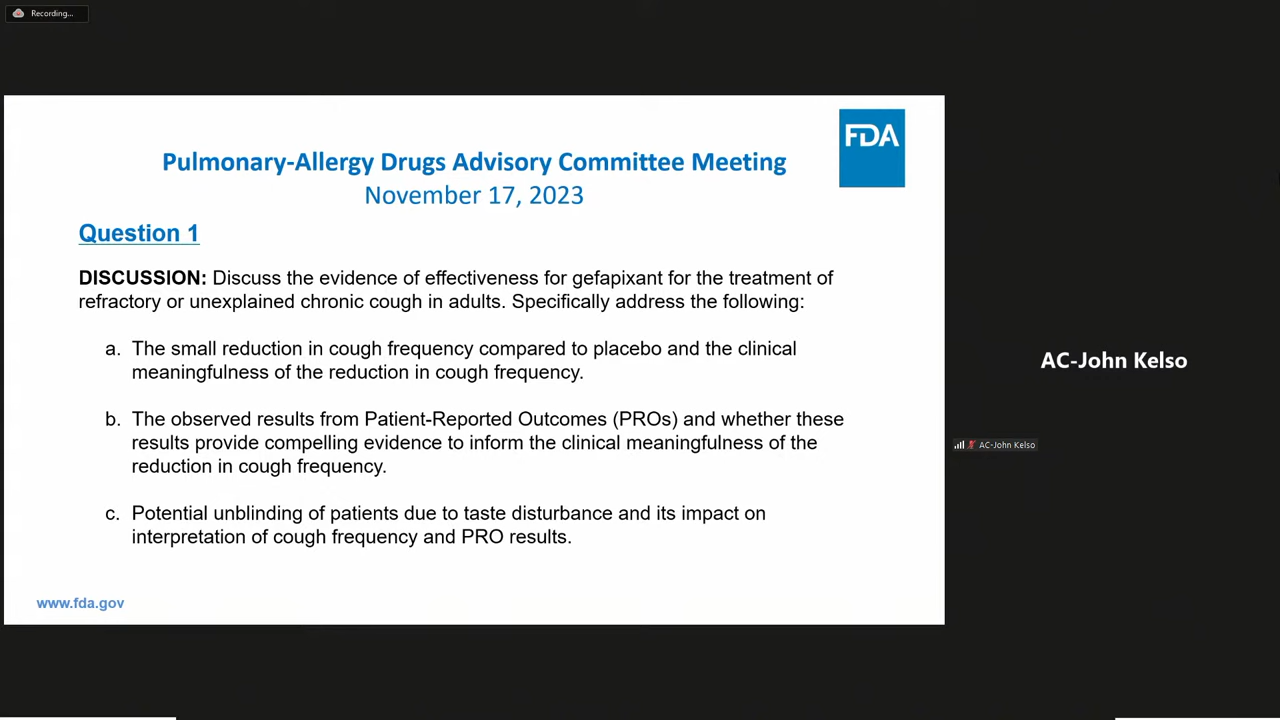 Recording...
FDA
Pulmonary-Allergy Drugs Advisory Committee Meeting
November 17, 2023
Question 1
DISCUSSION: Discuss the evidence of effectiveness for gefapixant for the treatment of
refractory or unexplained chronic cough in adults. Specifically address the following:
a. The small reduction in cough frequency compared to placebo and the clinical
meaningfulness of the reduction in cough frequency.
b. The observed results from Patient-Reported Outcomes (PROs) and whether these
results provide compelling evidence to inform the clinical meaningfulness of the
reduction in cough frequency.
c. Potential unblinding of patients due to taste disturbance and its impact on
interpretation of cough frequency and PRO results.
www.fda.gov
AC-John Kelso
AC-John Kelso